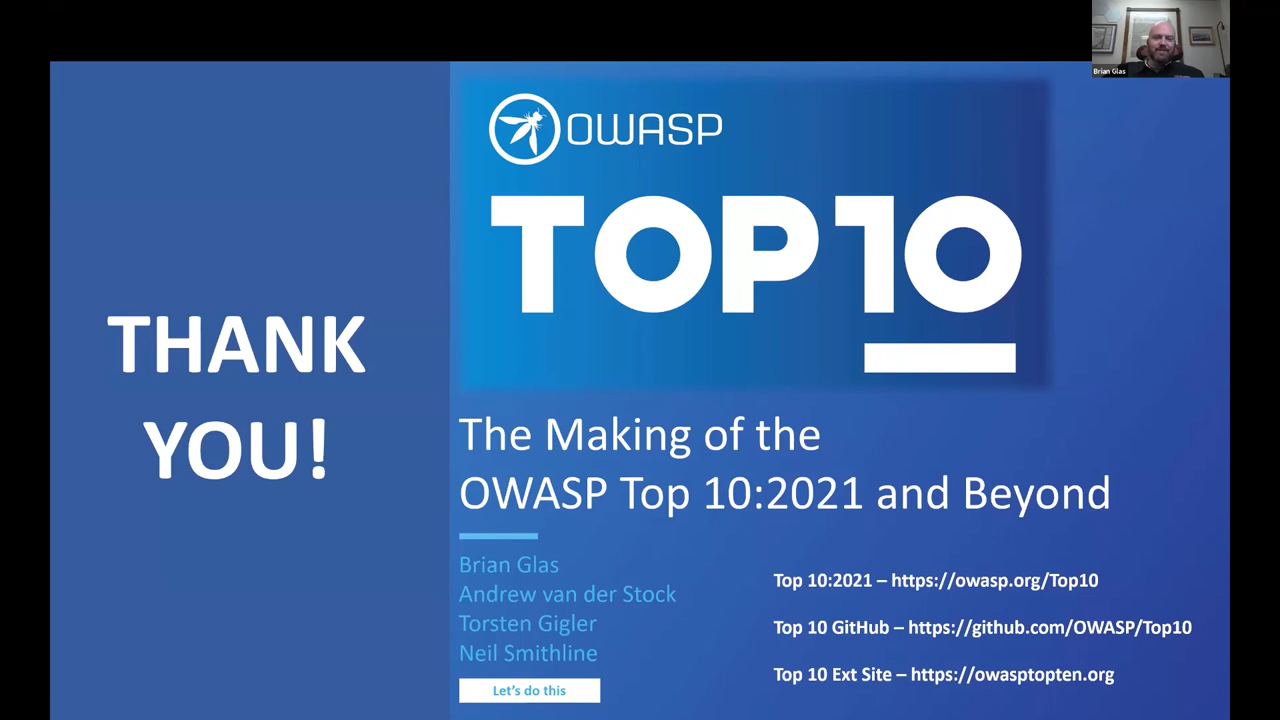 Brian Glas
OWASP
TOP10
THANK
YOU!
The Making of the
OWASP Top 10:2021 and Beyond
Brian Glas
Andrew van der Stock
Torsten Gigler
Neil Smithline
Let's do this
Top 10:2021 – https://owasp.org/Top10
Top 10 GitHub – https://github.com/OWASP/Top10
Top 10 Ext Site – https://owasptopten.org